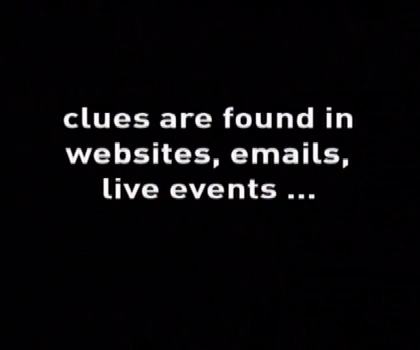 clues are found in
websites, emails,
live events ...